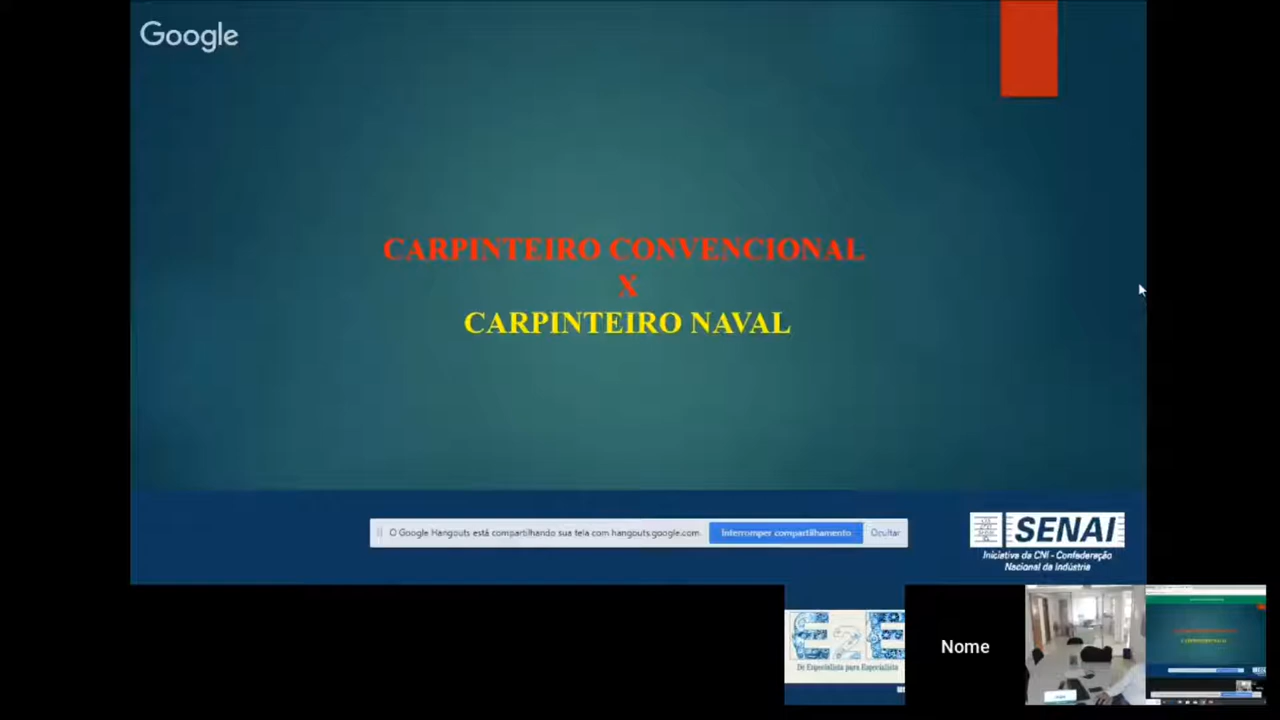 Google
CARPINTEIRO CONVENCIONAL
X
CARPINTEIRO NAVAL
O Google Hangouts está compartilhando sua tela com hangouts.google.com.
Interromper compartilhamento
Ocultar
SENAI
Iniciativa da CNI - Confederação
Nacional da Indústria
E2E
De Especialista para Especialista
Nome